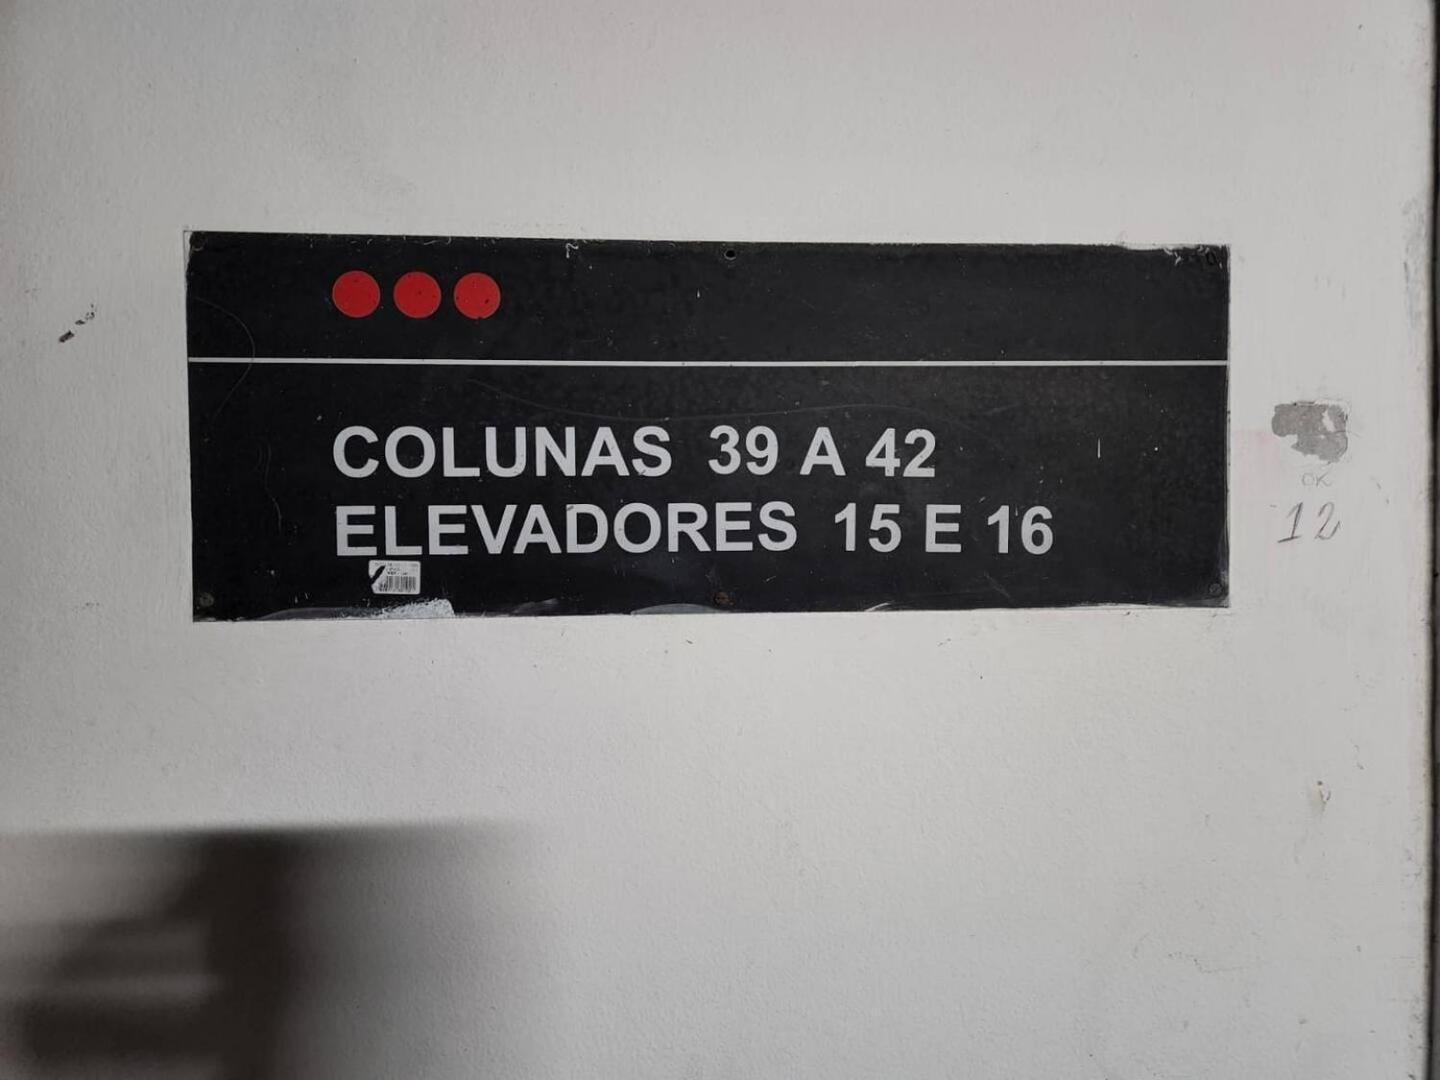 COLUNAS 39 A 42
ELEVADORES 15 E 16
OK
12